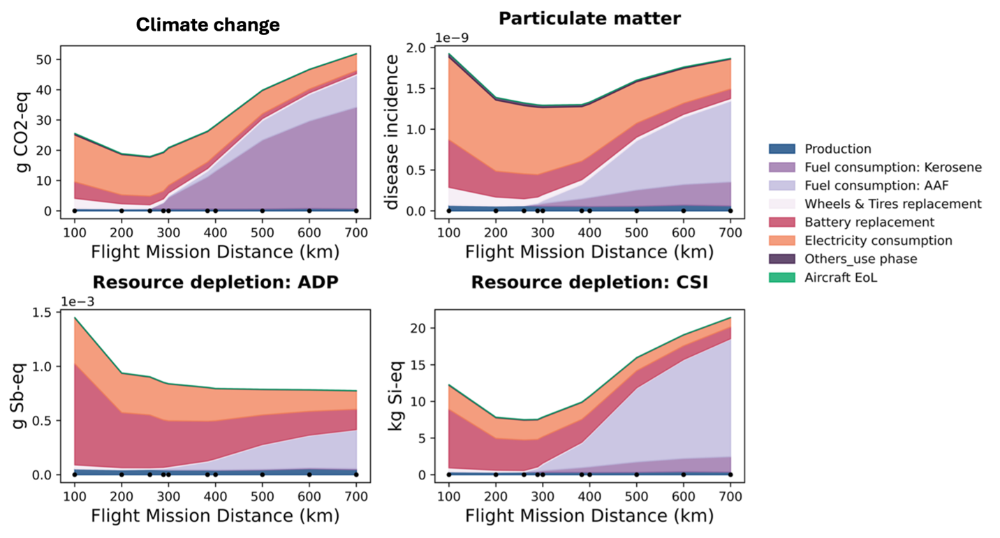 Climate change
g CO2-eq
50
40
30
20
10
0
100 200 300 400 500 600 700
Flight Mission Distance (km)
Particulate matter
1e−9
disease incidence
2.0
1.5
1.0
0.5
0.0
100 200 300 400 500 600 700
Flight Mission Distance (km)
Resource depletion: ADP
1e−3
g Sb-eq
1.5
1.0
0.5
0.0
100 200 300 400 500 600 700
Flight Mission Distance (km)
Resource depletion: CSI
kg Si-eq
20
15
10
5
0
100 200 300 400 500 600 700
Flight Mission Distance (km)
Production
Fuel consumption: Kerosene
Fuel consumption: AAF
Wheels & Tires replacement
Battery replacement
Electricity consumption
Others_use phase
Aircraft EoL